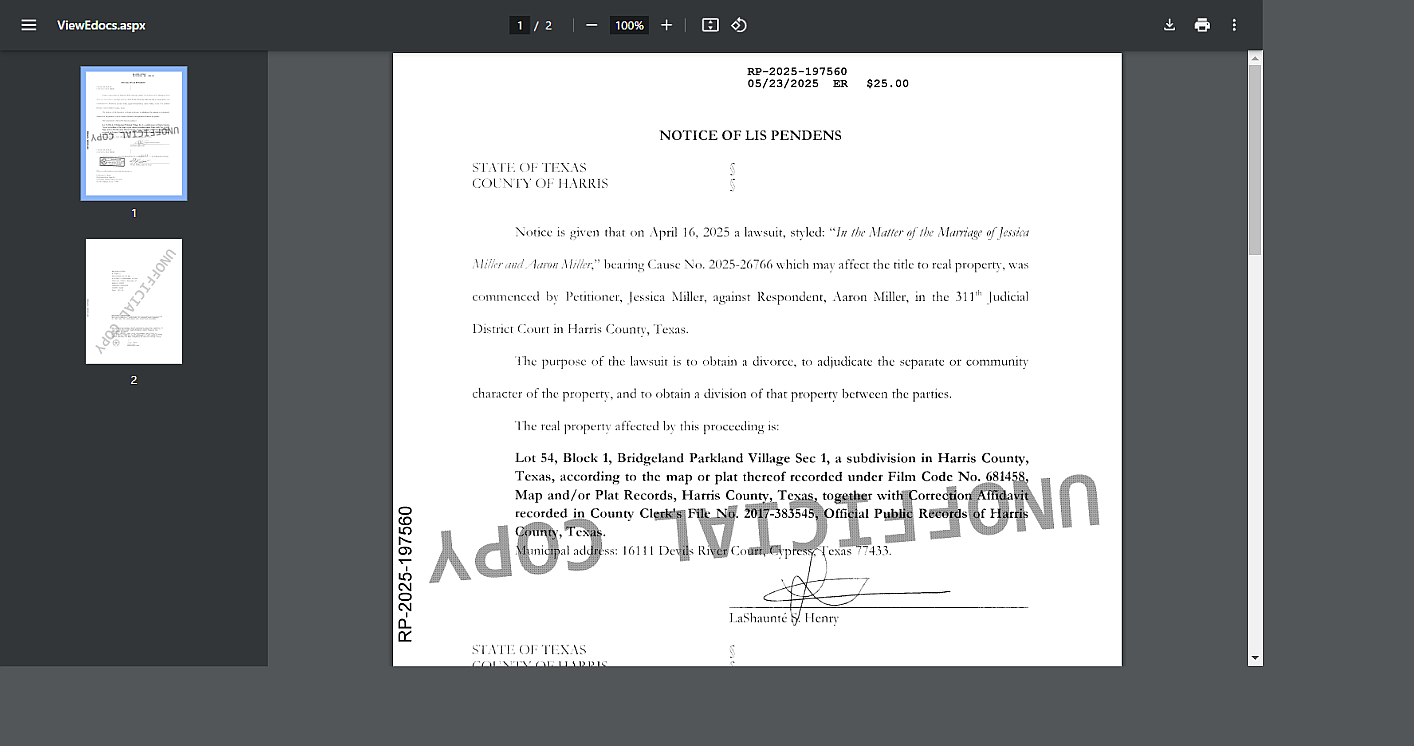 ViewEdocs.aspx
1 / 2
100%
1
2
RP-2025-197560
05/23/2025 ER $25.00
NOTICE OF LIS PENDENS
STATE OF TEXAS §
COUNTY OF HARRIS §
Notice is given that on April 16, 2025 a lawsuit, styled: “In the Matter of the Marriage of Jessica
Miller and Aaron Miller,” bearing Cause No. 2025-26766 which may affect the title to real property, was
commenced by Petitioner, Jessica Miller, against Respondent, Aaron Miller, in the 311th Judicial
District Court in Harris County, Texas.
The purpose of the lawsuit is to obtain a divorce, to adjudicate the separate or community
character of the property, and to obtain a division of that property between the parties.
The real property affected by this proceeding is:
Lot 54, Block 1, Bridgeland Parkland Village Sec 1, a subdivision in Harris County,
Texas, according to the map or plat thereof recorded under Film Code No. 681458,
Map and/or Plat Records, Harris County, Texas, together with Correction Affidavit
recorded in County Clerk's File No. 2017-383545, Official Public Records of Harris
County, Texas.
Municipal address: 16111 Devils River Court, Cypress, Texas 77433.
LaShaunté S. Henry
STATE OF TEXAS §
COUNTY OF HARRIS §
UNOFFICIAL COPY
RP-2025-197560
UNOFFICIAL COPY
UNOFFICIAL COPY